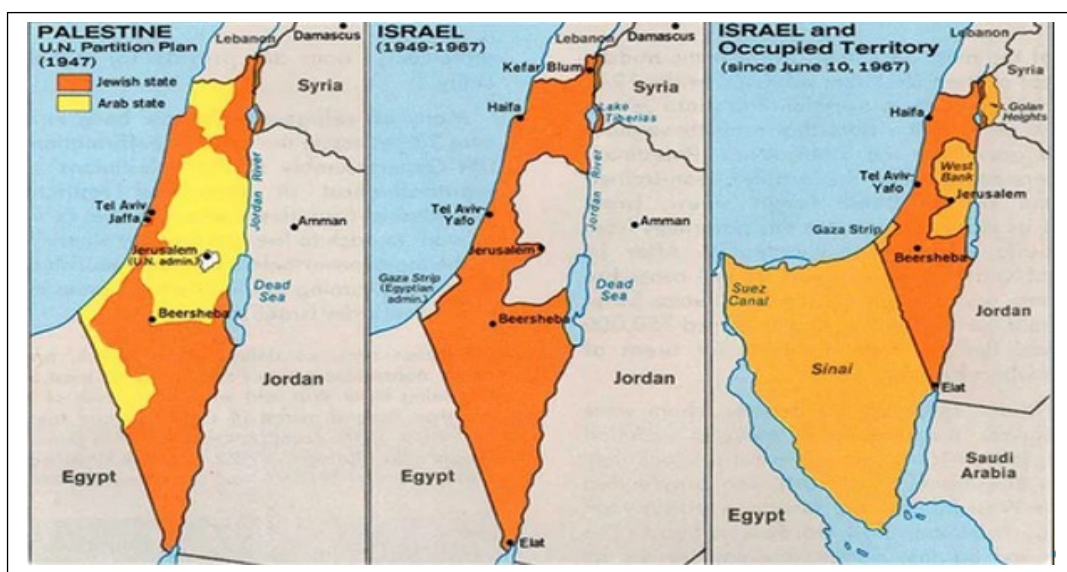 PALESTINE
U.N. Partition Plan
(1947)
Jewish state
Arab state
Lebanon
Damascus
Syria
Tel Aviv
Jaffa
Jordan River
Amman
Jerusalem
(U.N. admin.)
Dead
Sea
Beersheba
Jordan
Egypt
ISRAEL
(1949-1967)
Lebanon
Damascus
Kefar Blum
Syria
Haifa
Lake
Tiberias
Jordan River
Tel Aviv-
Yafo
Amman
Jerusalem
Gaza Strip
(Egyptian
admin.)
Dead
Sea
Beersheba
Jordan
Egypt
Elat
ISRAEL and
Occupied Territory
(since June 10, 1967)
Lebanon
Syria
Haifa
Golan
Heights
West
Bank
Tel Aviv-
Yafo
Jerusalem
Gaza Strip
Beersheba
Suez
Canal
Jordan
Sinai
Elat
Saudi
Arabia
Egypt